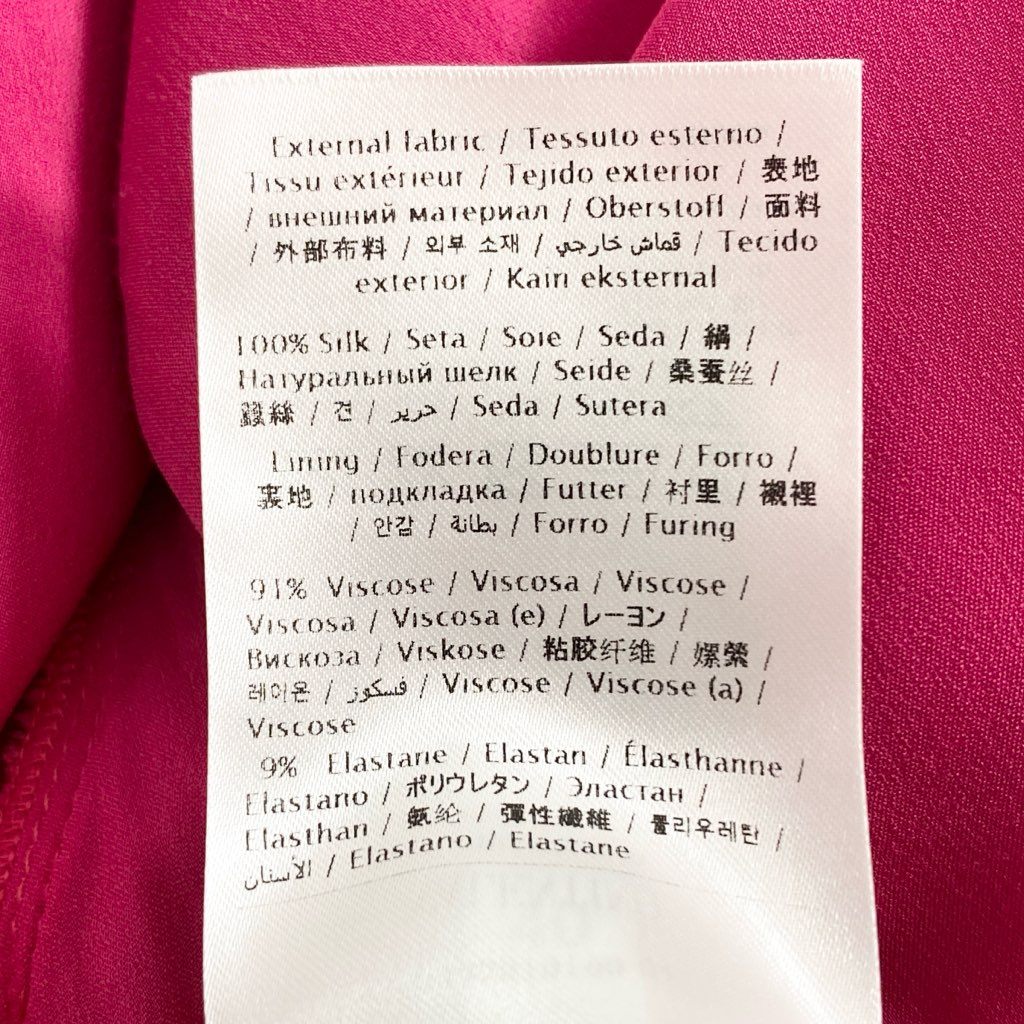 External fabric / Tessuto esterno /
Tissu extérieur / Tejido exterior / 表地
/ внешний материал / Oberstoff / 面料
/ 外部布料 / 외부 소재 / قماش خارجي / Tecido
exterior / Kain eksternal
100% Silk / Seta / Soie / Seda / 絹 /
Натуральный шелк / Seide / 桑蚕丝 /
蠶絲 / 견 / حرير / Seda / Sutera
Lining / Fodera / Doublure / Forro /
裏地 / подкладка / Futter / 衬里 / 襯裡
/ 안감 / بطانة / Forro / Furing
91% Viscose / Viscosa / Viscose /
Viscosa / Viscosa (e) / レーヨン /
Вискоза / Viskose / 粘胶纤维 / 嫘縈 /
레이온 / فسكوز / Viscose / Viscose (a) /
Viscose
9% Elastane / Elastan / Élasthanne /
Elastano / ポリウレタン / Эластан /
Elasthan / 氨纶 / 彈性纖維 / 폴리우레탄 /
الأستان / Elastano / Elastane